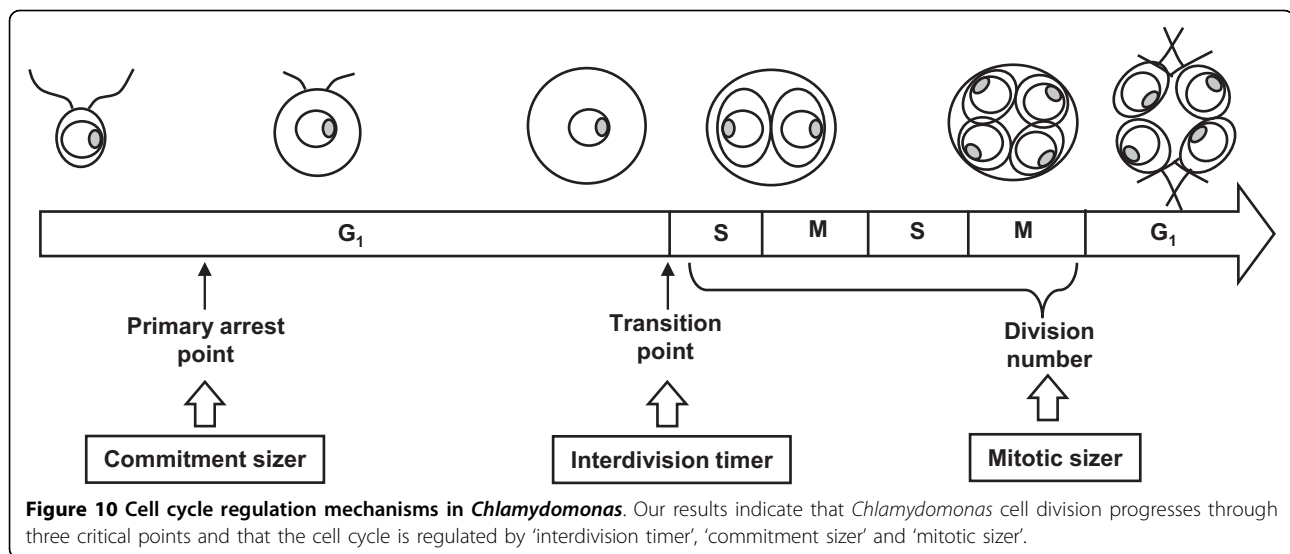 G₁ S M S M G₁
Primary arrest
point
Transition
point
Division
number
Commitment sizer
Interdivision timer
Mitotic sizer
Figure 10 Cell cycle regulation mechanisms in Chlamydomonas. Our results indicate that Chlamydomonas cell division progresses through
three critical points and that the cell cycle is regulated by ‘interdivision timer’, ‘commitment sizer’ and ‘mitotic sizer’.